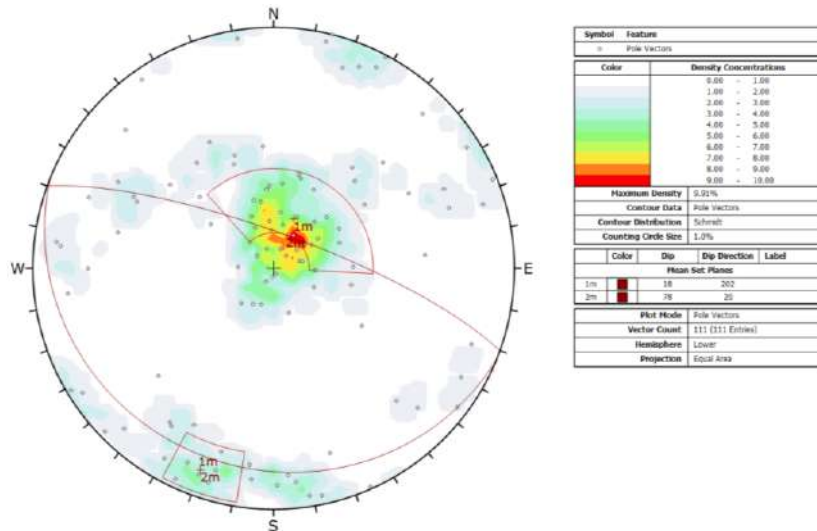 N
W
E
S
1m
2m
1m
2m
Symbol Feature
Pole Vectors
Color Density Concentrations
0.00 - 1.00
1.00 - 2.00
2.00 - 3.00
3.00 - 4.00
4.00 - 5.00
5.00 - 6.00
6.00 - 7.00
7.00 - 8.00
8.00 - 9.00
9.00 - 10.00
Maximum Density 9.91%
Contour Data Pole Vectors
Contour Distribution Schmidt
Counting Circle Size 1.0%
Color Dip Dip Direction Label
Mean Set Planes
1m 18 202
2m 78 20
Plot Mode Pole Vectors
Vector Count 111 (111 Entries)
Hemisphere Lower
Projection Equal Area